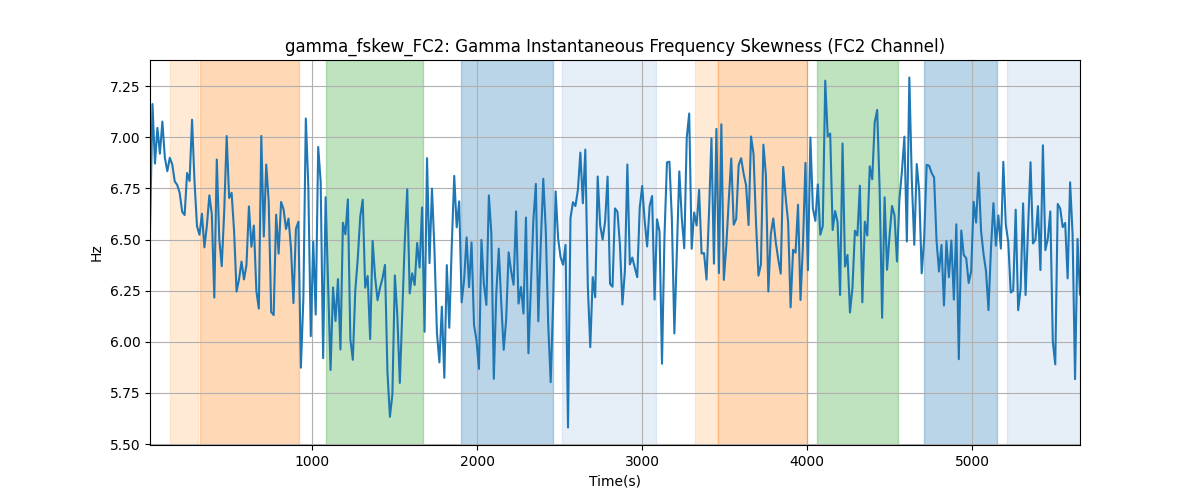 gamma_fskew_FC2: Gamma Instantaneous Frequency Skewness (FC2 Channel)
Hz
7.25
7.00
6.75
6.50
6.25
6.00
5.75
5.50
1000 2000 3000 4000 5000
Time(s)